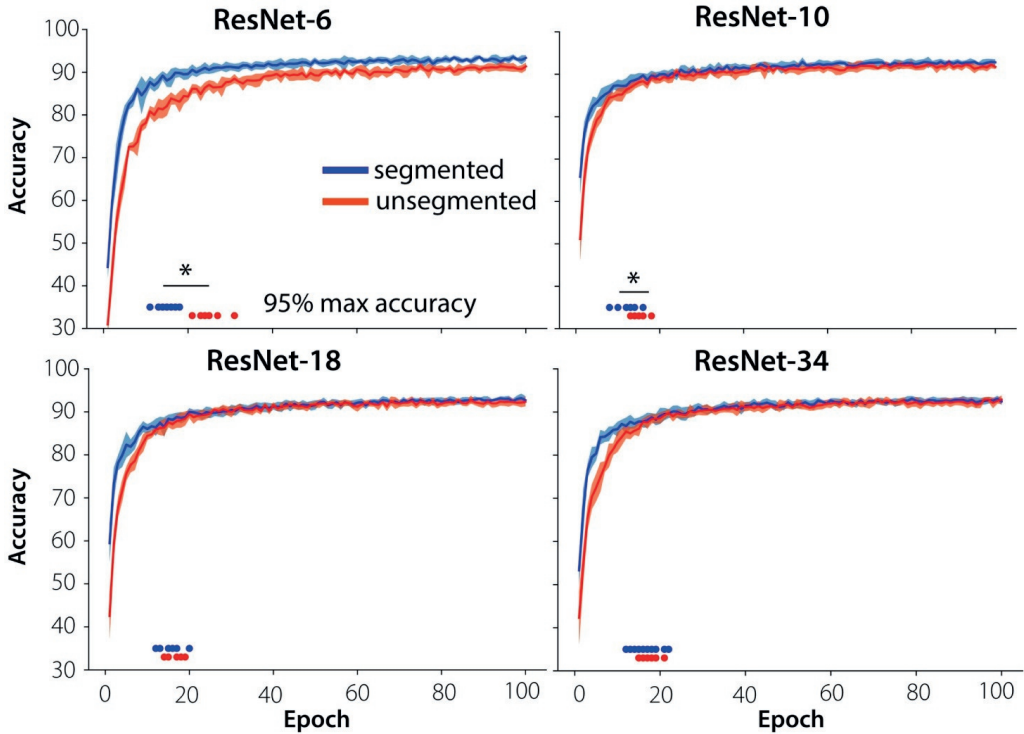 ResNet-6
ResNet-10
100
90
80
70
60
50
40
30
Accuracy
segmented
unsegmented
*
95% max accuracy
*
ResNet-18
ResNet-34
100
90
80
70
60
50
40
30
Accuracy
0 20 40 60 80 100
0 20 40 60 80 100
Epoch
Epoch